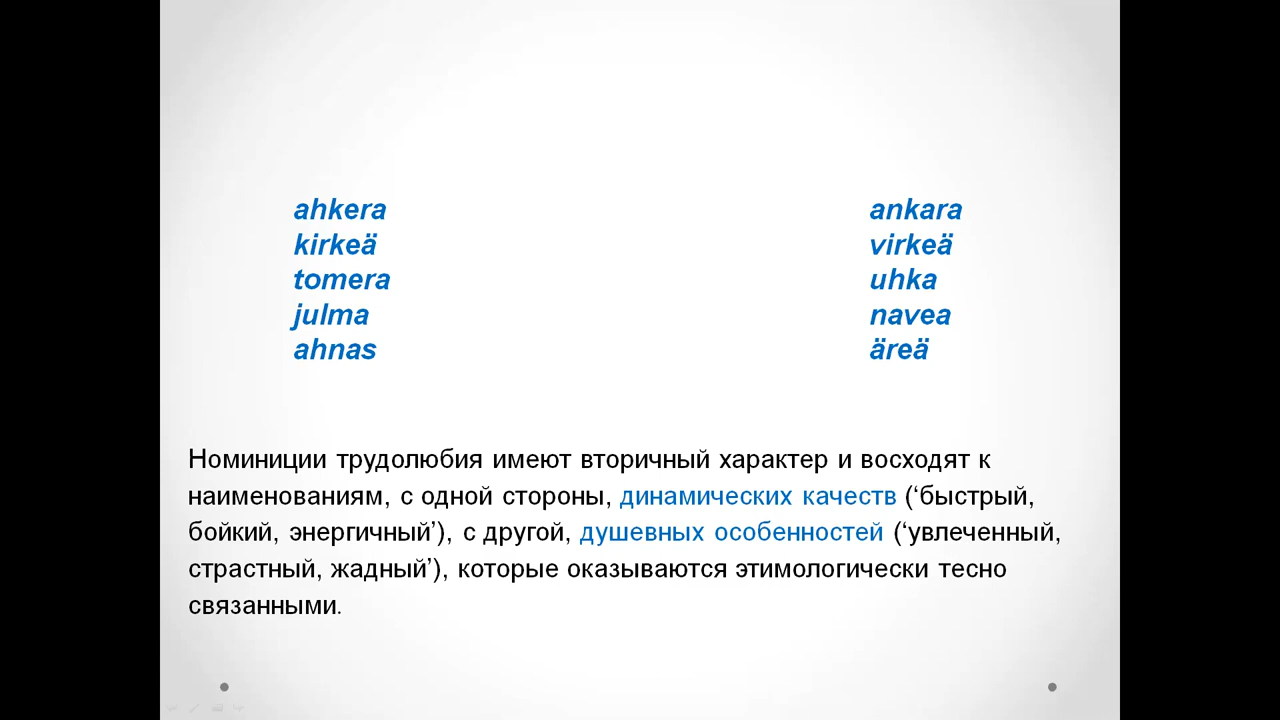 ahkera
kirkeä
tomera
julma
ahnas
ankara
virkeä
uhka
navea
äreä
Номиниции трудолюбия имеют вторичный характер и восходят к
наименованиям, с одной стороны, динамических качеств (‘быстрый,
бойкий, энергичный’), с другой, душевных особенностей (‘увлеченный,
страстный, жадный’), которые оказываются этимологически тесно
связанными.